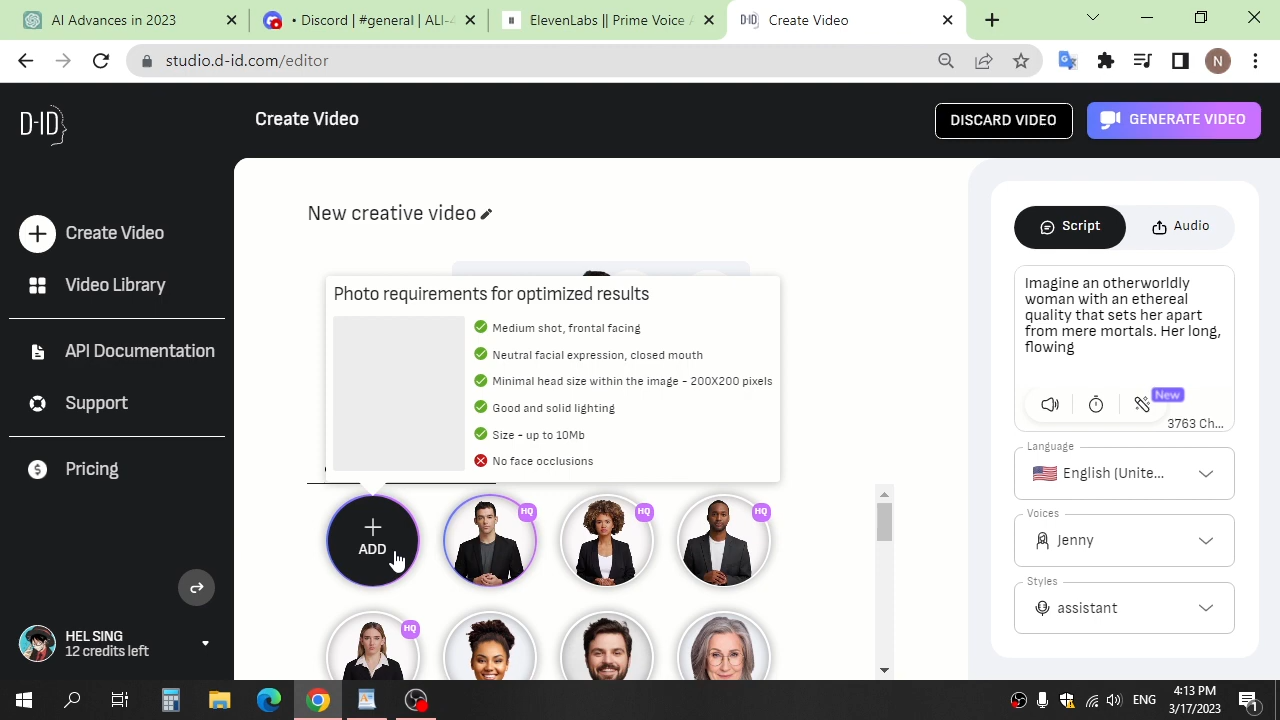 AI Advances in 2023
• Discord | #general | ALI-4
ElevenLabs || Prime Voice A
Create Video
studio.d-id.com/editor
N
D-ID
Create Video
DISCARD VIDEO
GENERATE VIDEO
Create Video
Video Library
API Documentation
Support
Pricing
HEL SING
12 credits left
New creative video
Photo requirements for optimized results
Medium shot, frontal facing
Neutral facial expression, closed mouth
Minimal head size within the image - 200X200 pixels
Good and solid lighting
Size - up to 10Mb
No face occlusions
ADD
HQ
HQ
HQ
HQ
Script
Audio
Imagine an otherworldly
woman with an ethereal
quality that sets her apart
from mere mortals. Her long,
flowing
New
3763 Ch...
Language
English (Unite...
Voices
Jenny
Styles
assistant
ENG
4:13 PM
3/17/2023
1